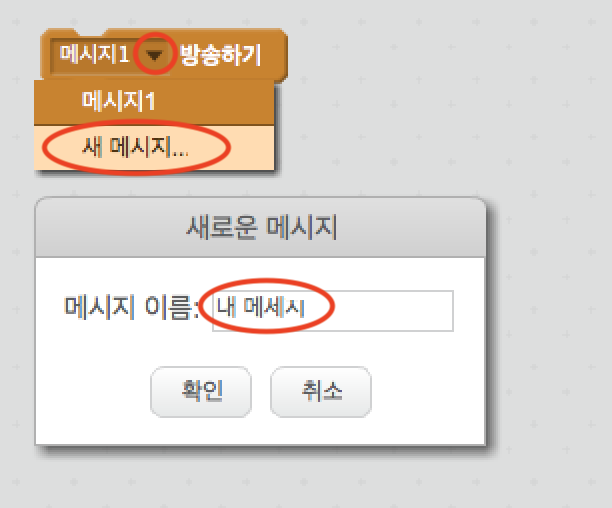 메시지1 방송하기
메시지1
새 메시지...
새로운 메시지
메시지 이름: 내 메세시
확인 취소